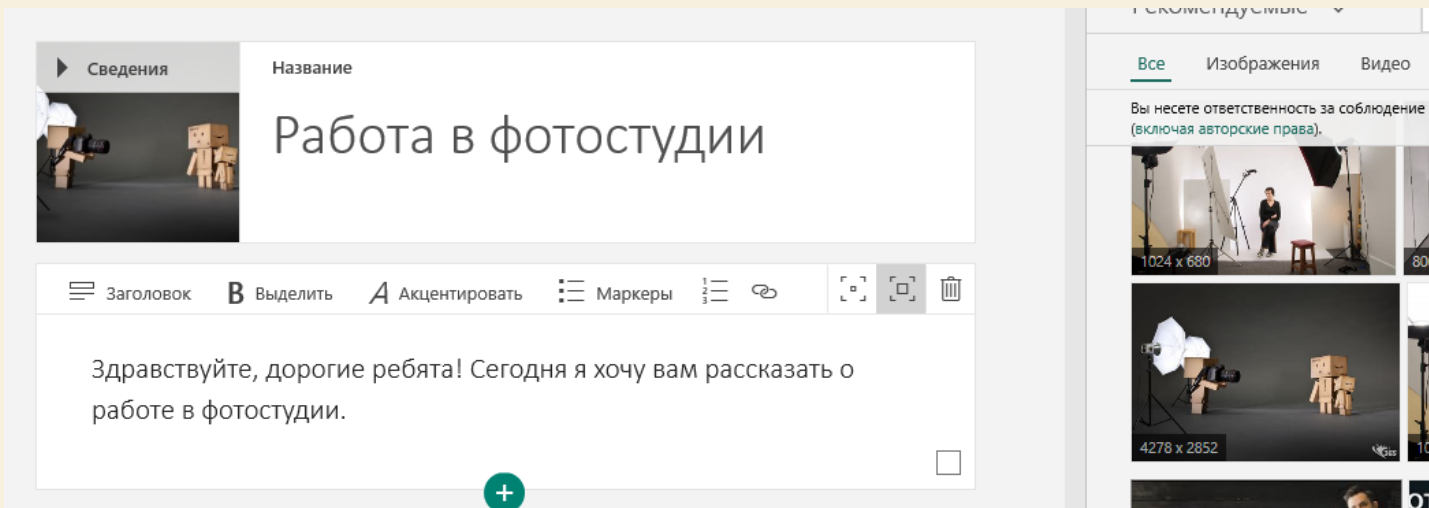 Рекомендуемые
Сведения
Название
Работа в фотостудии
Все Изображения Видео
Вы несете ответственность за соблюдение
(включая авторские права).
1024 x 680
Заголовок В Выделить А Акцентировать Маркеры
Здравствуйте, дорогие ребята! Сегодня я хочу вам рассказать о
работе в фотостудии.
4278 x 2852